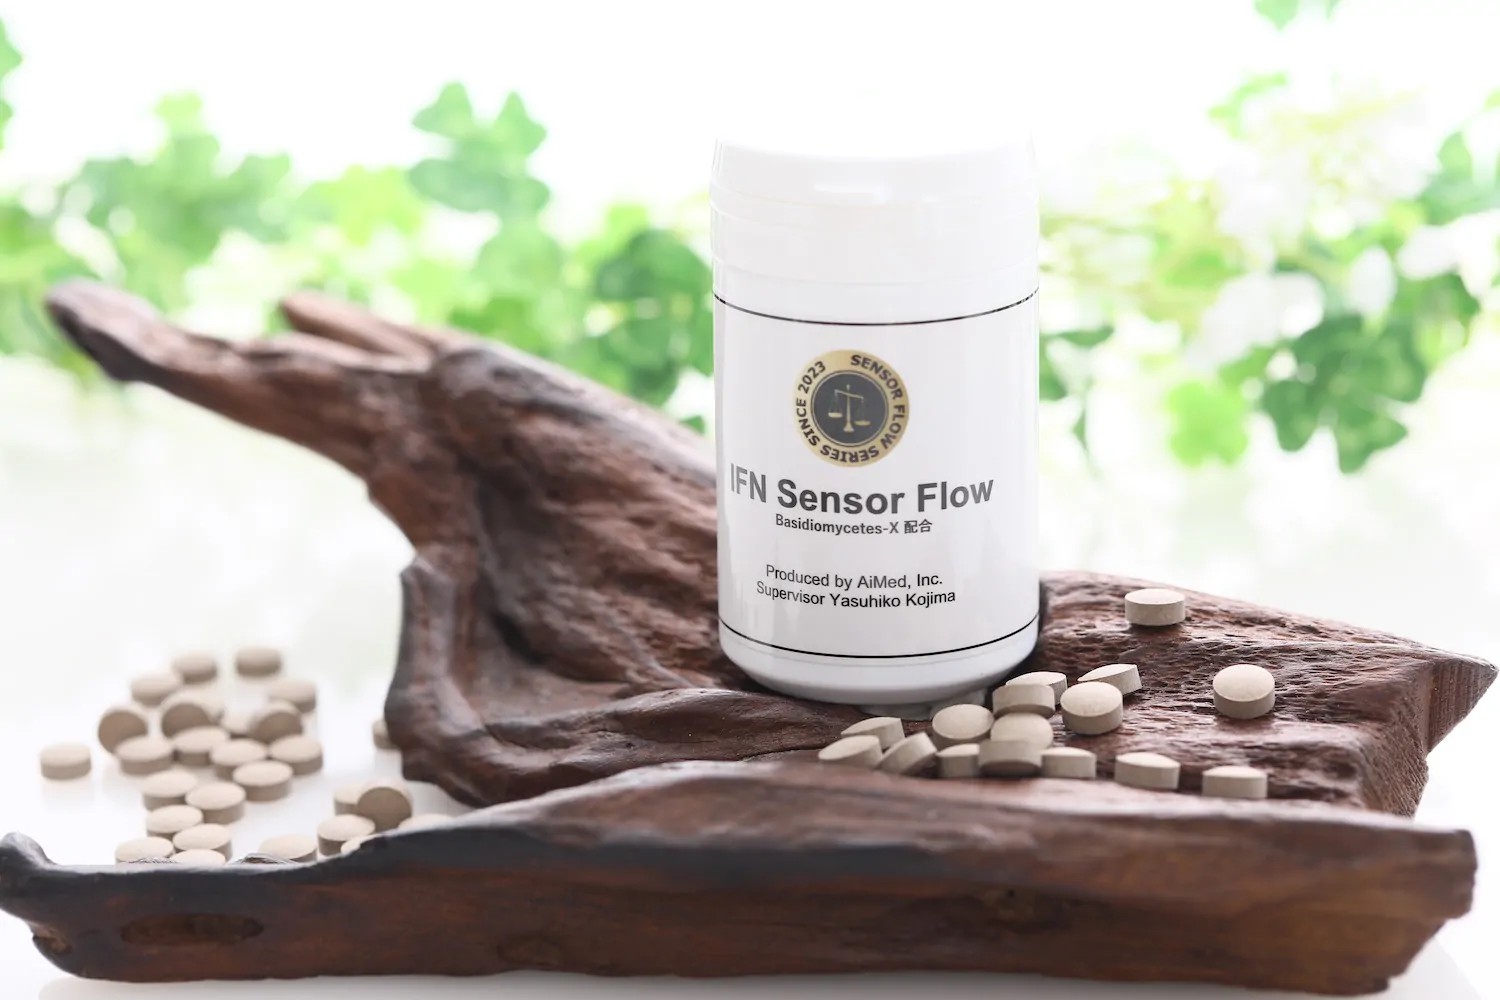 SENSOR FLOW SERIES SINCE 2023
IFN Sensor Flow
Basidiomycetes-X 配合
Produced by AiMed, Inc.
Supervisor Yasuhiko Kojima